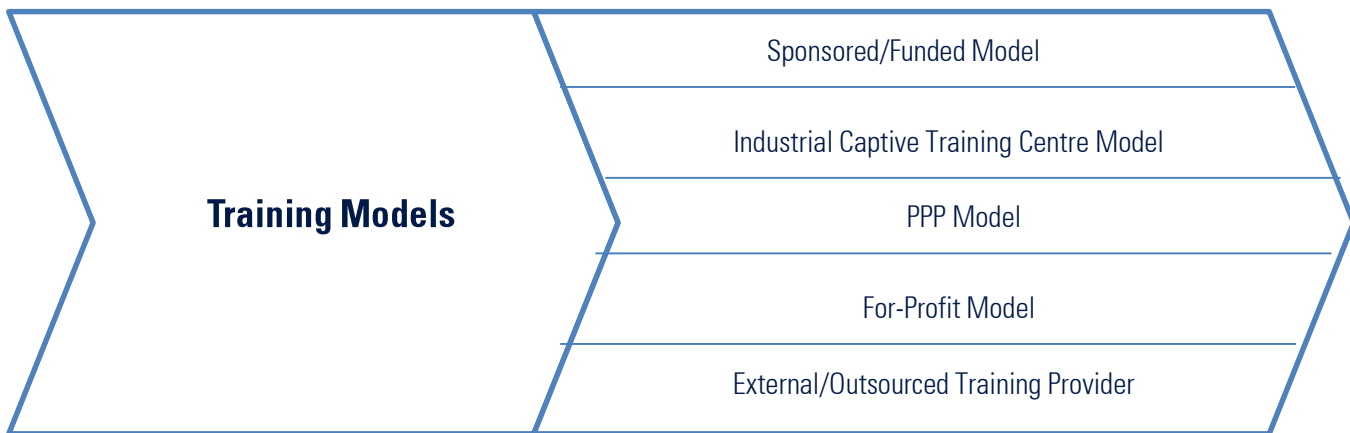 Training Models
Sponsored/Funded Model
Industrial Captive Training Centre Model
PPP Model
For-Profit Model
External/Outsourced Training Provider